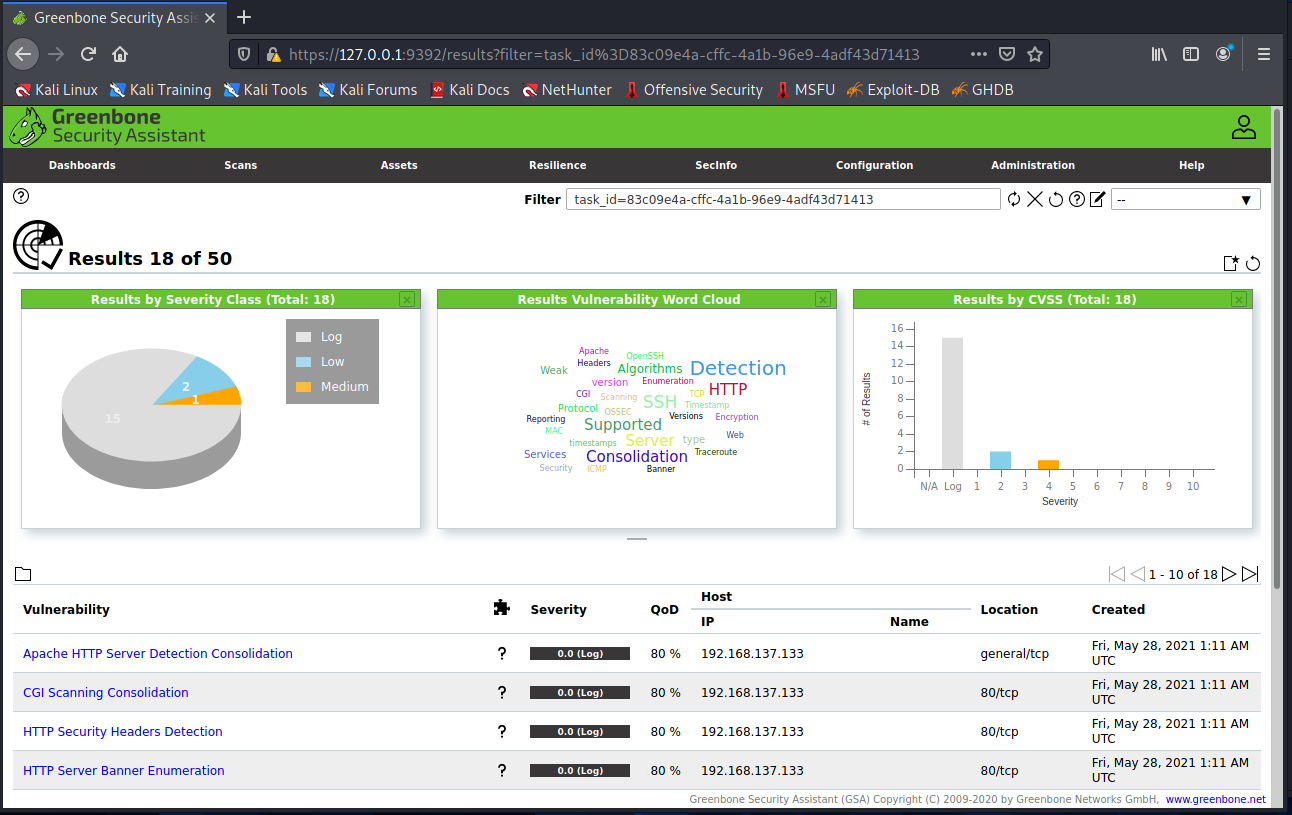 Greenbone Security Assis
https://127.0.0.1:9392/results?filter=task_id%3D83c09e4a-cffc-4a1b-96e9-4adf43d71413
Kali Linux Kali Training Kali Tools Kali Forums Kali Docs NetHunter Offensive Security MSFU Exploit-DB GHDB
Greenbone
Security Assistant
Dashboards Scans Assets Resilience SecInfo Configuration Administration Help
Filter task_id=83c09e4a-cffc-4a1b-96e9-4adf43d71413 --
Results 18 of 50
Results by Severity Class (Total: 18)
Log
Low
Medium
2
1
15
Results Vulnerability Word Cloud
Apache OpenSSH
Headers
Weak Algorithms Detection
version Enumeration HTTP
CGI Scanning SSH TCP Timestamp
Protocol OSSEC Versions Encryption
Reporting Supported
MAC Web
timestamps Server type
Services Consolidation Traceroute
Security ICMP Banner
Results by CVSS (Total: 18)
# of Results
16
14
12
10
8
6
4
2
0
N/A Log 1 2 3 4 5 6 7 8 9 10
Severity
1 - 10 of 18
Vulnerability Severity QoD Host Location Created
IP Name
Apache HTTP Server Detection Consolidation ? 0.0 (Log) 80 % 192.168.137.133 general/tcp Fri, May 28, 2021 1:11 AM
UTC
CGI Scanning Consolidation ? 0.0 (Log) 80 % 192.168.137.133 80/tcp Fri, May 28, 2021 1:11 AM
UTC
HTTP Security Headers Detection ? 0.0 (Log) 80 % 192.168.137.133 80/tcp Fri, May 28, 2021 1:11 AM
UTC
HTTP Server Banner Enumeration ? 0.0 (Log) 80 % 192.168.137.133 80/tcp Fri, May 28, 2021 1:11 AM
UTC
Greenbone Security Assistant (GSA) Copyright (C) 2009-2020 by Greenbone Networks GmbH, www.greenbone.net